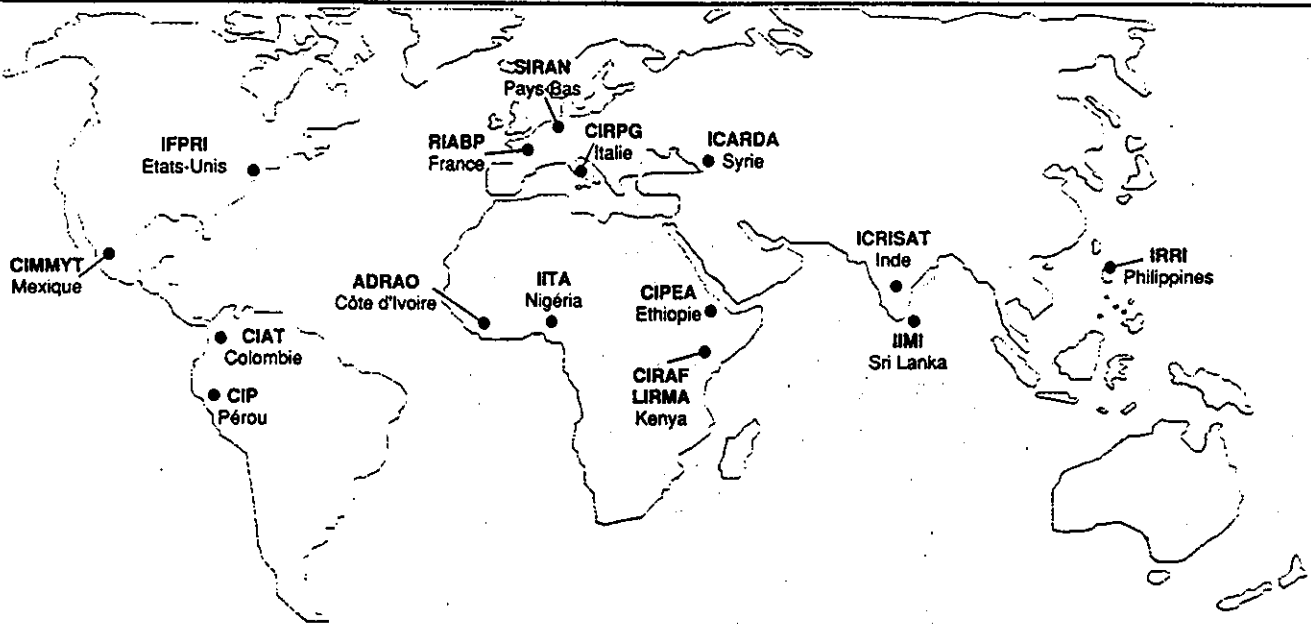 SIRAN
Pays-Bas
IFPRI
Etats-Unis
RIABP
France
CIRPG
Italie
ICARDA
Syrie
CIMMYT
Mexique
ADRAO
Côte d'Ivoire
IITA
Nigéria
CIPEA
Ethiopie
ICRISAT
Inde
IRRI
Philippines
CIAT
Colombie
IIMI
Sri Lanka
CIP
Pérou
CIRAF
LIRMA
Kenya